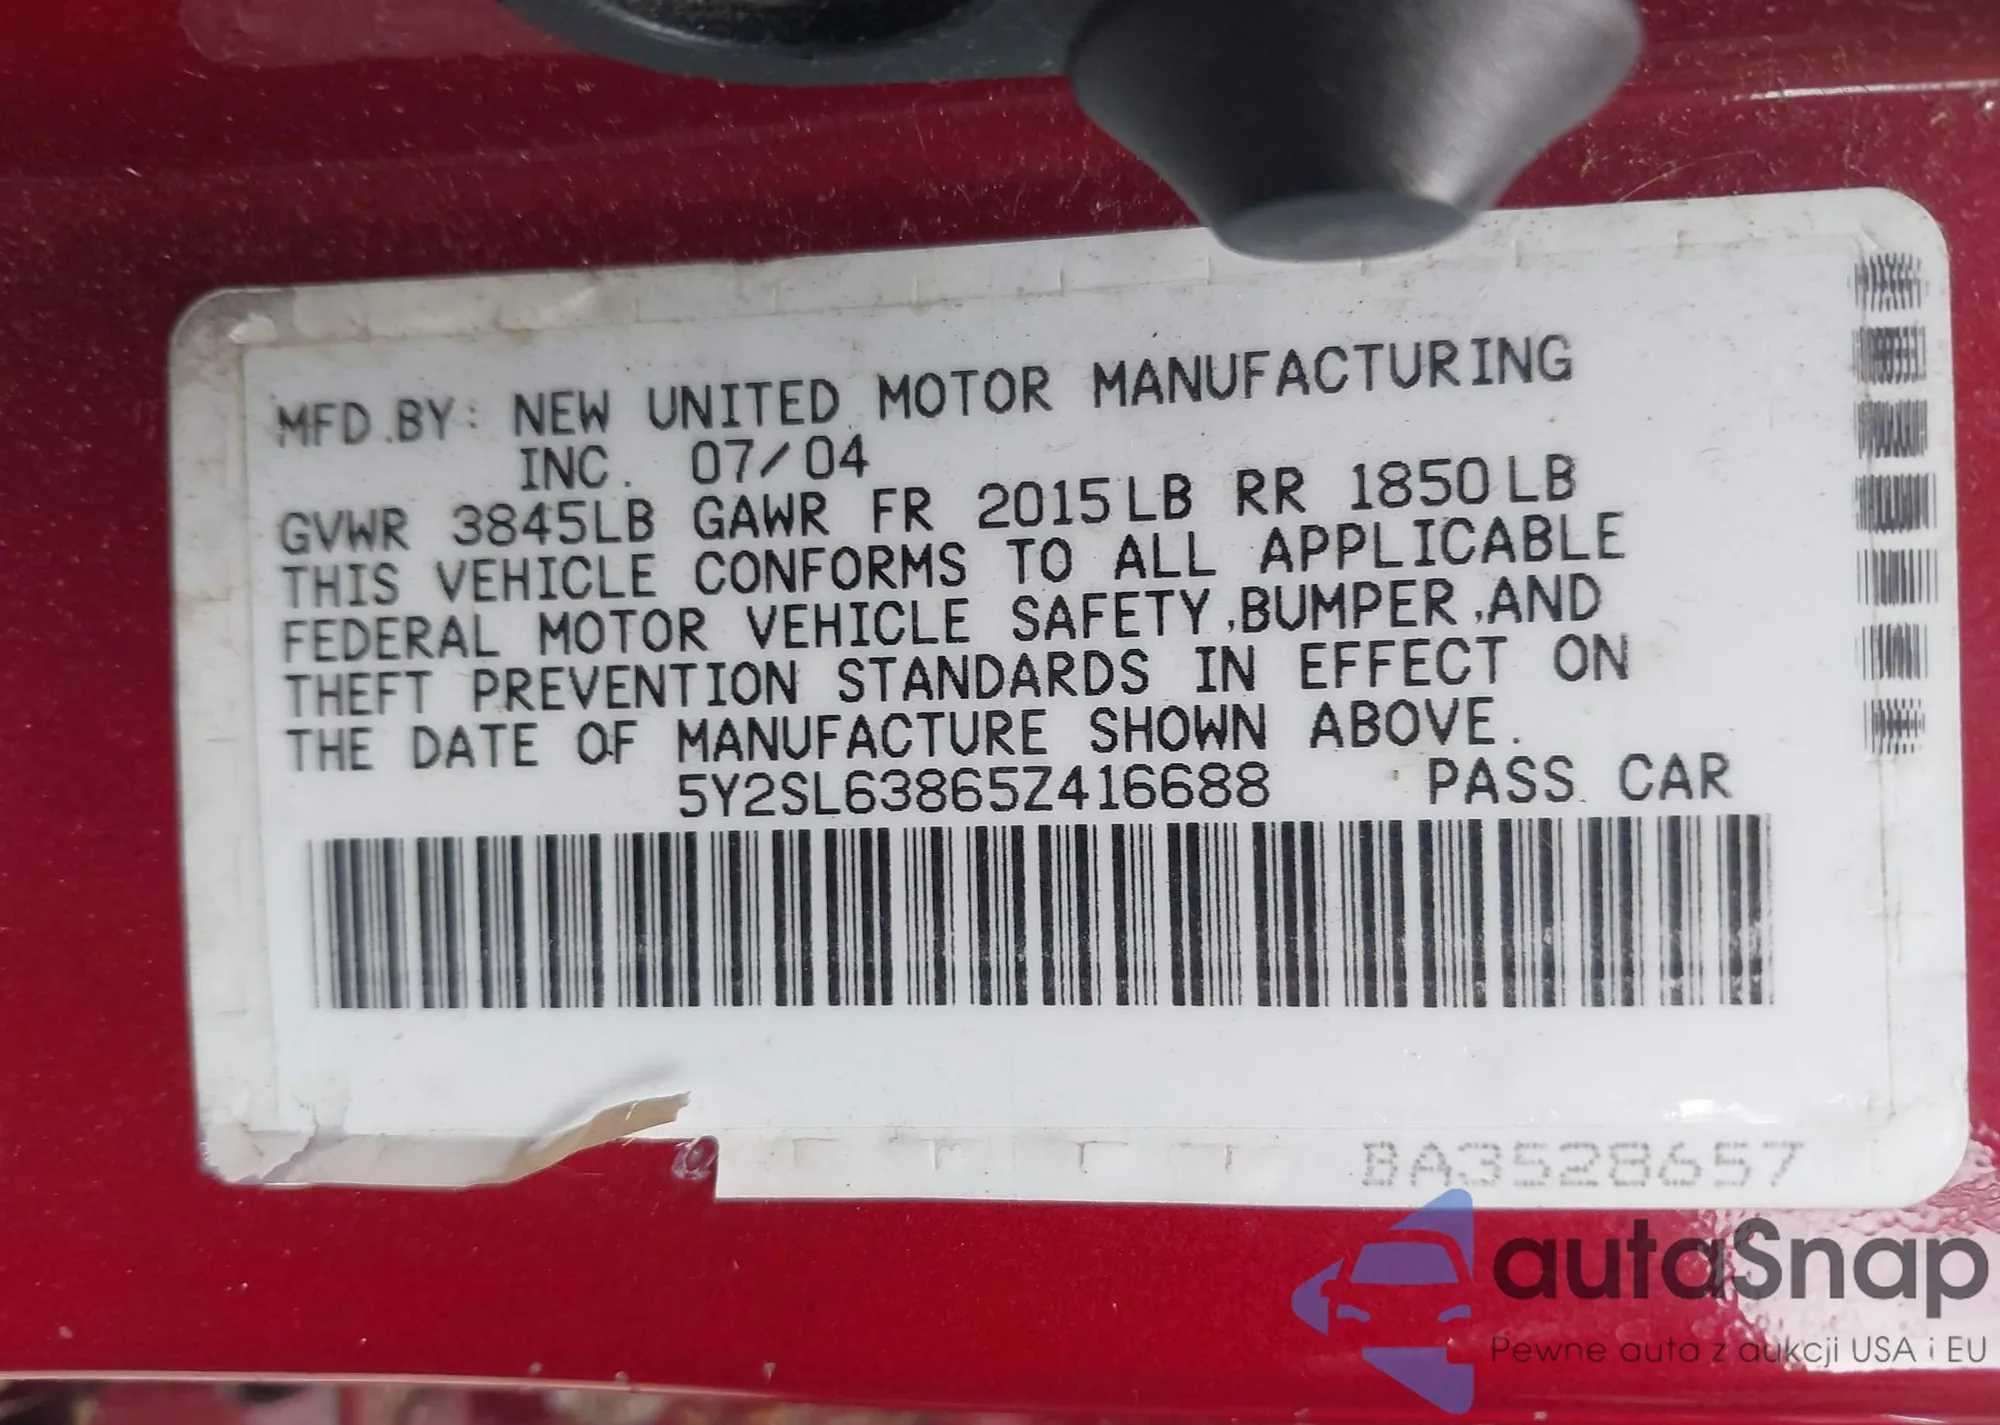 MFD.BY: NEW UNITED MOTOR MANUFACTURING
INC. 07/04
GVWR 3845LB GAWR FR 2015LB RR 1850LB
THIS VEHICLE CONFORMS TO ALL APPLICABLE
FEDERAL MOTOR VEHICLE SAFETY,BUMPER,AND
THEFT PREVENTION STANDARDS IN EFFECT ON
THE DATE OF MANUFACTURE SHOWN ABOVE.
5Y2SL63865Z416688 PASS CAR
BA3528657
autaSnap
Pewne auta z aukcji USA i EU